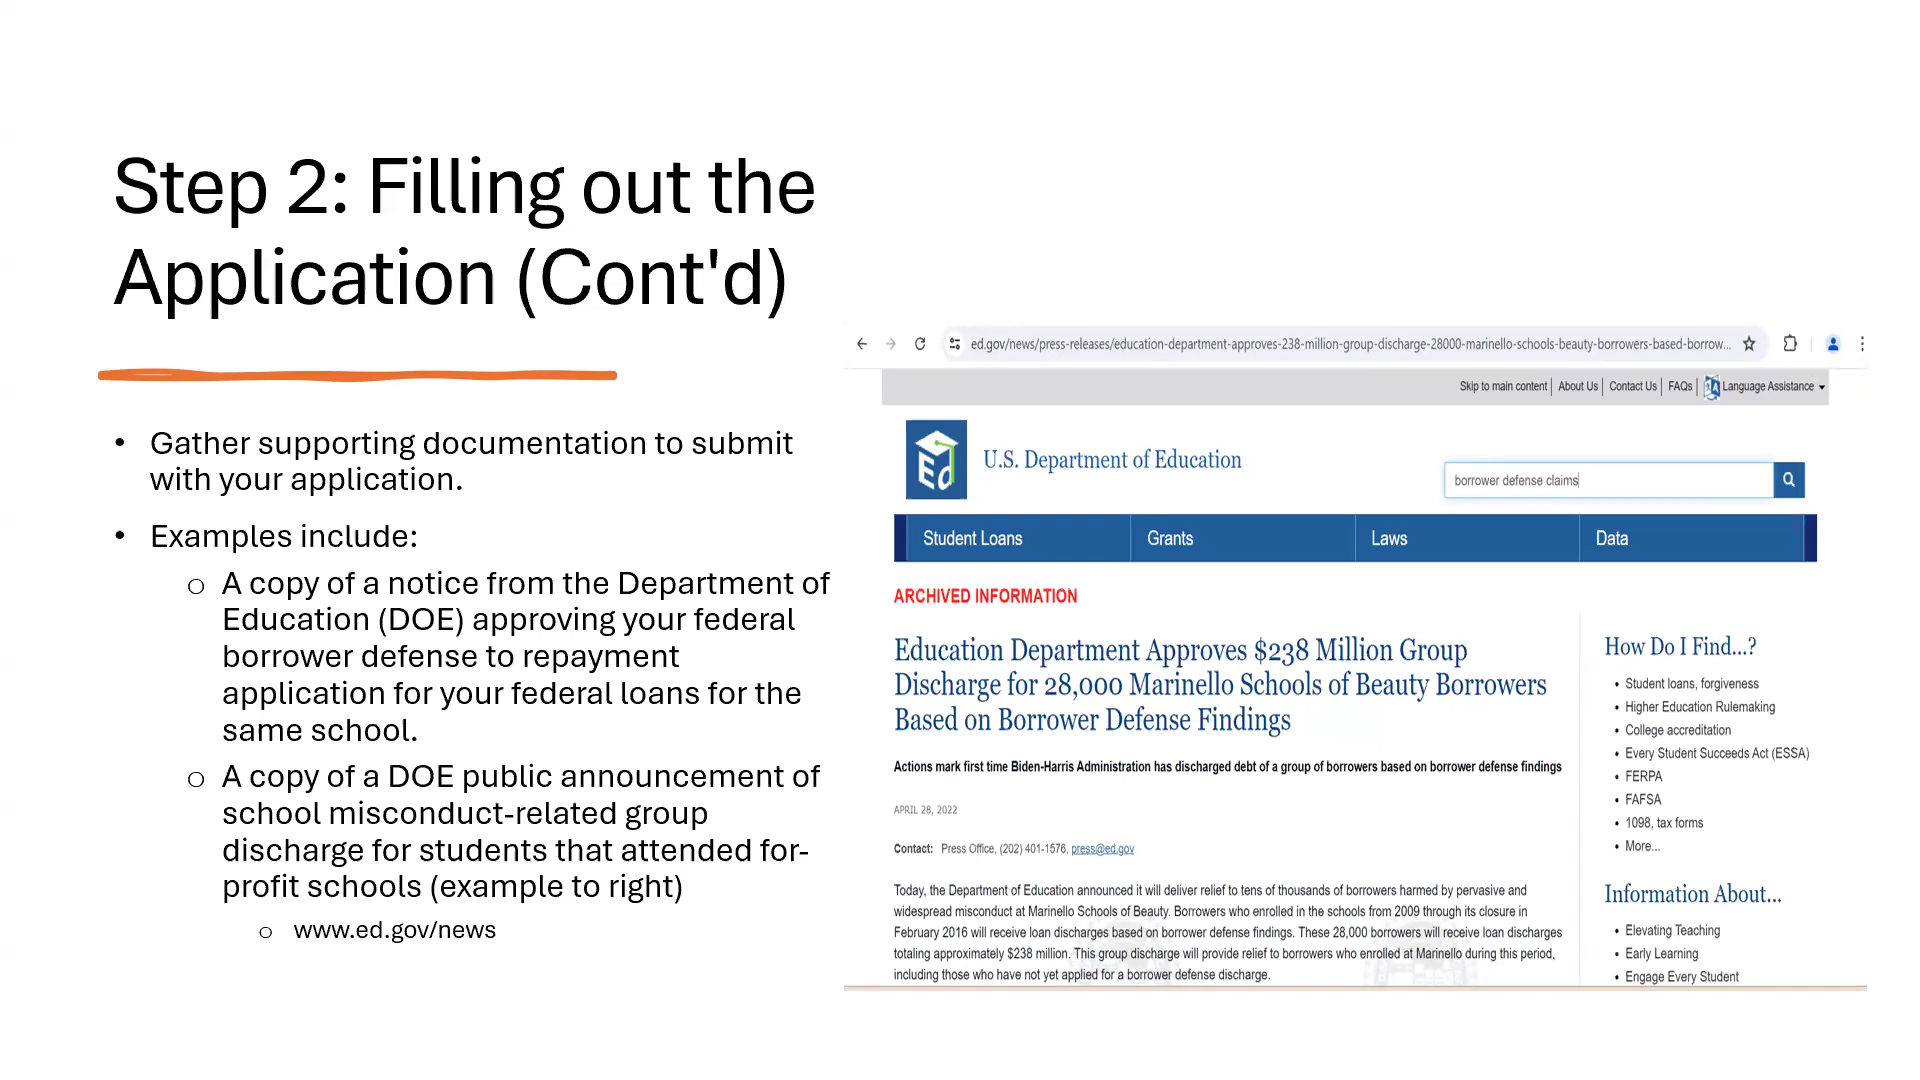 Step 2: Filling out the
Application (Cont'd)
• Gather supporting documentation to submit
with your application.
• Examples include:
o A copy of a notice from the Department of
Education (DOE) approving your federal
borrower defense to repayment
application for your federal loans for the
same school.
o A copy of a DOE public announcement of
school misconduct-related group
discharge for students that attended for-
profit schools (example to right)
o www.ed.gov/news
ed.gov/news/press-releases/education-department-approves-238-million-group-discharge-28000-marinello-schools-beauty-borrowers-based-borrow...
Skip to main content | About Us | Contact Us | FAQs | Language Assistance
Ed
U.S. Department of Education
borrower defense claims
Student Loans Grants Laws Data
ARCHIVED INFORMATION
Education Department Approves $238 Million Group
Discharge for 28,000 Marinello Schools of Beauty Borrowers
Based on Borrower Defense Findings
Actions mark first time Biden-Harris Administration has discharged debt of a group of borrowers based on borrower defense findings
APRIL 28, 2022
Contact: Press Office, (202) 401-1576, press@ed.gov
Today, the Department of Education announced it will deliver relief to tens of thousands of borrowers harmed by pervasive and
widespread misconduct at Marinello Schools of Beauty. Borrowers who enrolled in the schools from 2009 through its closure in
February 2016 will receive loan discharges based on borrower defense findings. These 28,000 borrowers will receive loan discharges
totaling approximately $238 million. This group discharge will provide relief to borrowers who enrolled at Marinello during this period,
including those who have not yet applied for a borrower defense discharge.
How Do I Find...?
• Student loans, forgiveness
• Higher Education Rulemaking
• College accreditation
• Every Student Succeeds Act (ESSA)
• FERPA
• FAFSA
• 1098, tax forms
• More...
Information About...
• Elevating Teaching
• Early Learning
• Engage Every Student